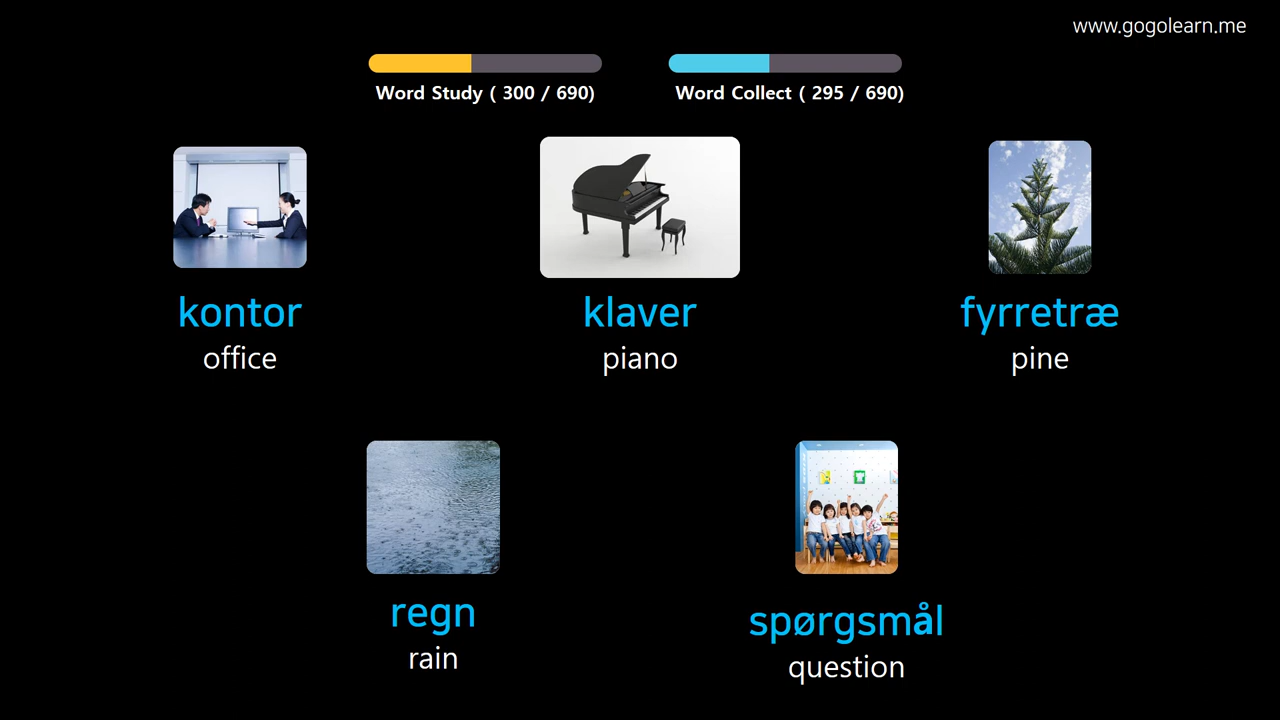 www.gogolearn.me
Word Study ( 300 / 690)
Word Collect ( 295 / 690)
kontor
office
klaver
piano
fyrretræ
pine
regn
rain
spørgsmål
question